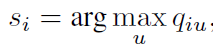 $s_i = \arg\max_u q_{iu},$